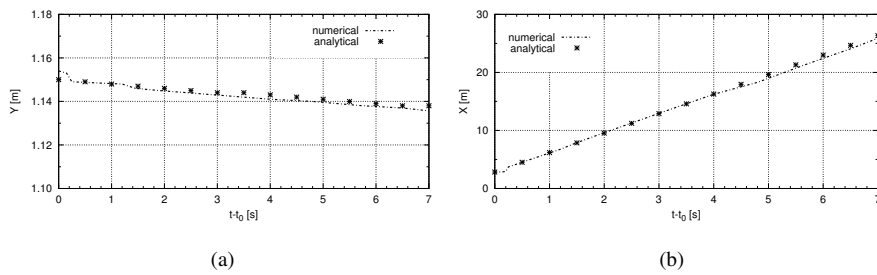 1.18
1.16
1.14
1.12
1.10
0 1 2 3 4 5 6 7
Y [m]
t-t0 [s]
numerical
analytical
(a)
30
20
10
0
0 1 2 3 4 5 6 7
X [m]
t-t0 [s]
numerical
analytical
(b)